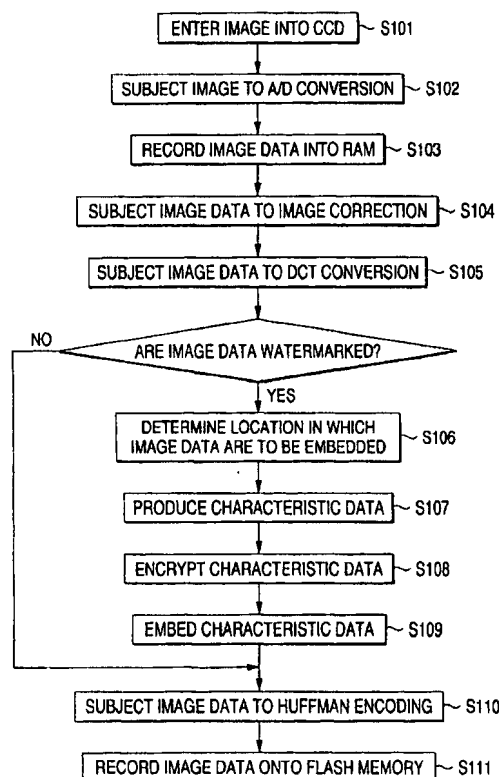 ENTER IMAGE INTO CCD S101
SUBJECT IMAGE TO A/D CONVERSION S102
RECORD IMAGE DATA INTO RAM S103
SUBJECT IMAGE DATA TO IMAGE CORRECTION S104
SUBJECT IMAGE DATA TO DCT CONVERSION S105
NO
ARE IMAGE DATA WATERMARKED?
YES
DETERMINE LOCATION IN WHICH
IMAGE DATA ARE TO BE EMBEDDED S106
PRODUCE CHARACTERISTIC DATA S107
ENCRYPT CHARACTERISTIC DATA S108
EMBED CHARACTERISTIC DATA S109
SUBJECT IMAGE DATA TO HUFFMAN ENCODING S110
RECORD IMAGE DATA ONTO FLASH MEMORY S111